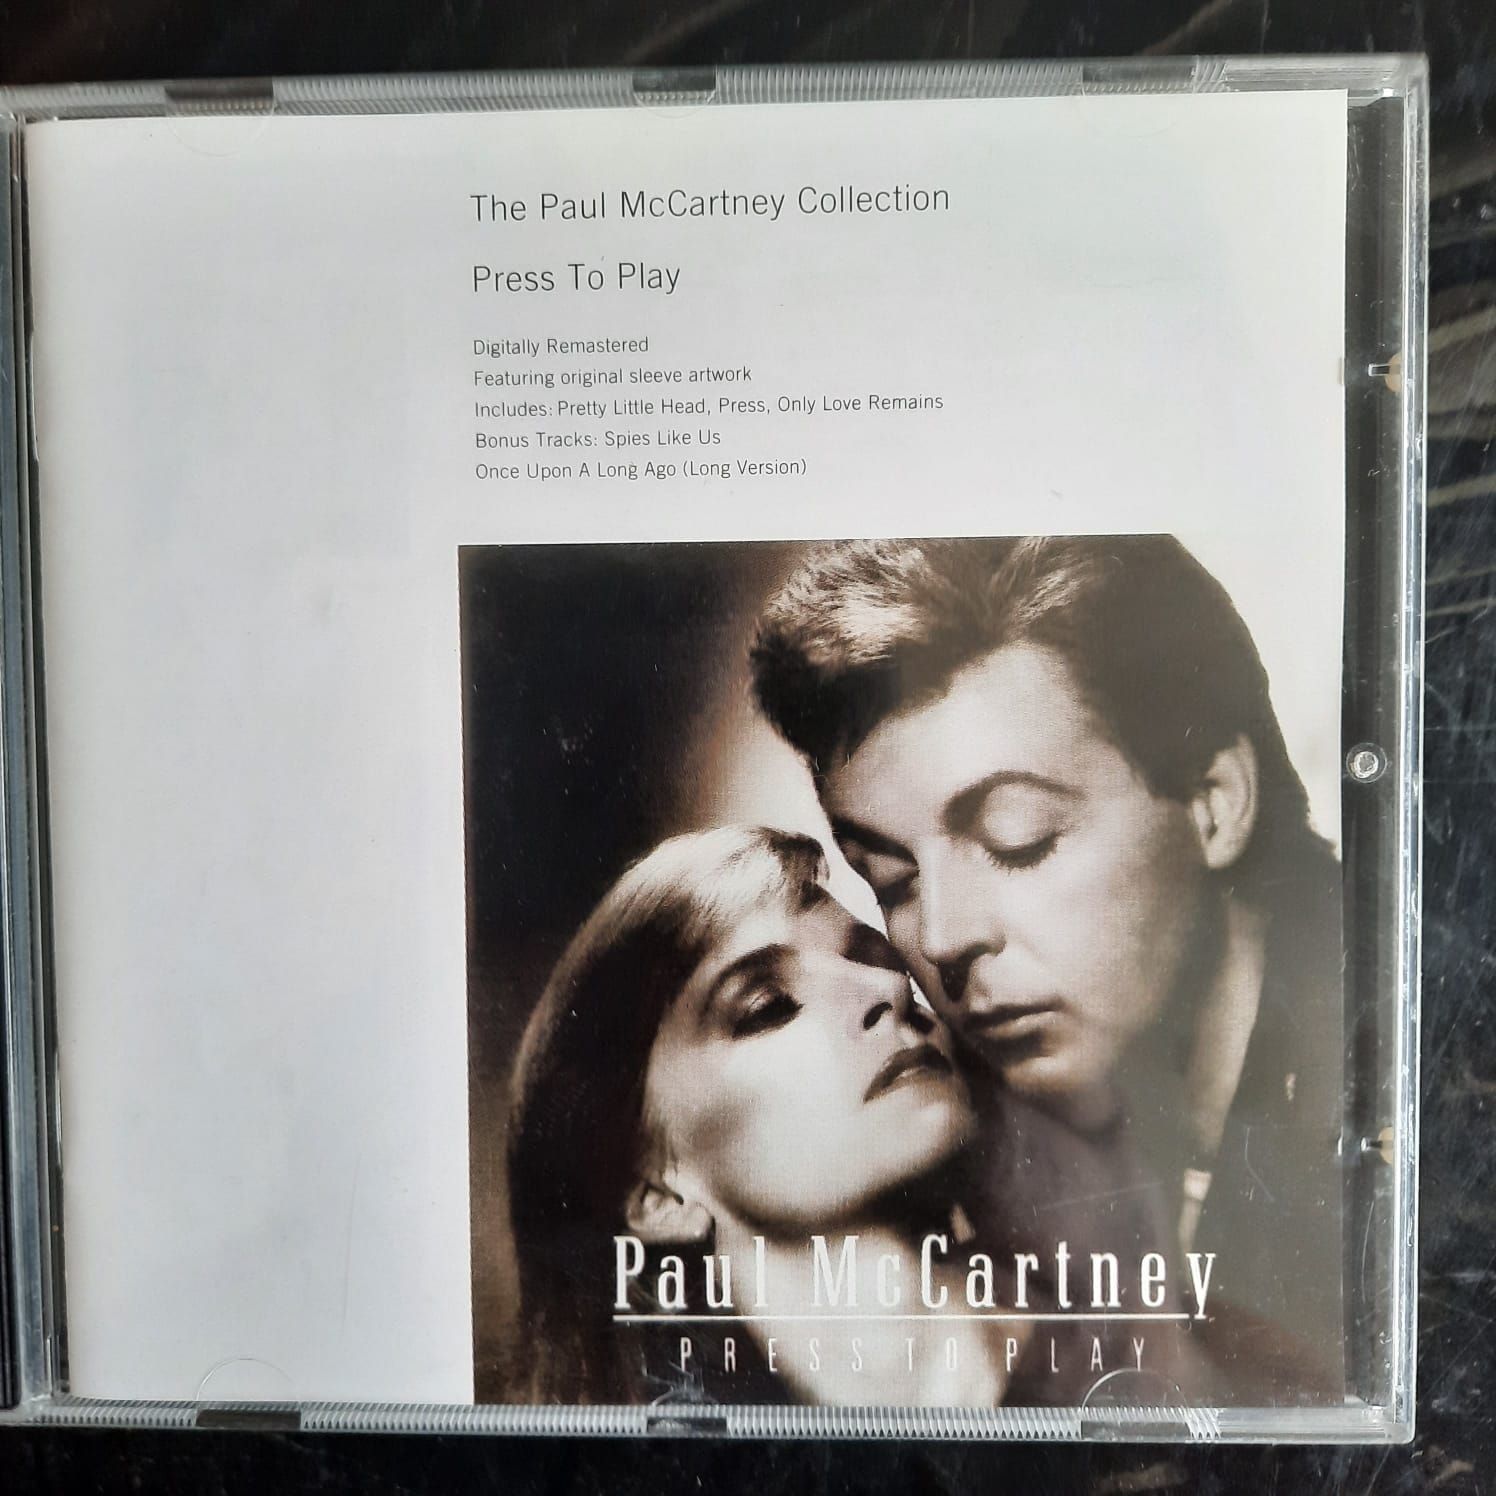 The Paul McCartney Collection
Press To Play
Digitally Remastered
Featuring original sleeve artwork
Includes: Pretty Little Head, Press, Only Love Remains
Bonus Tracks: Spies Like Us
Once Upon A Long Ago (Long Version)
Paul McCartney
PRESS TO PLAY